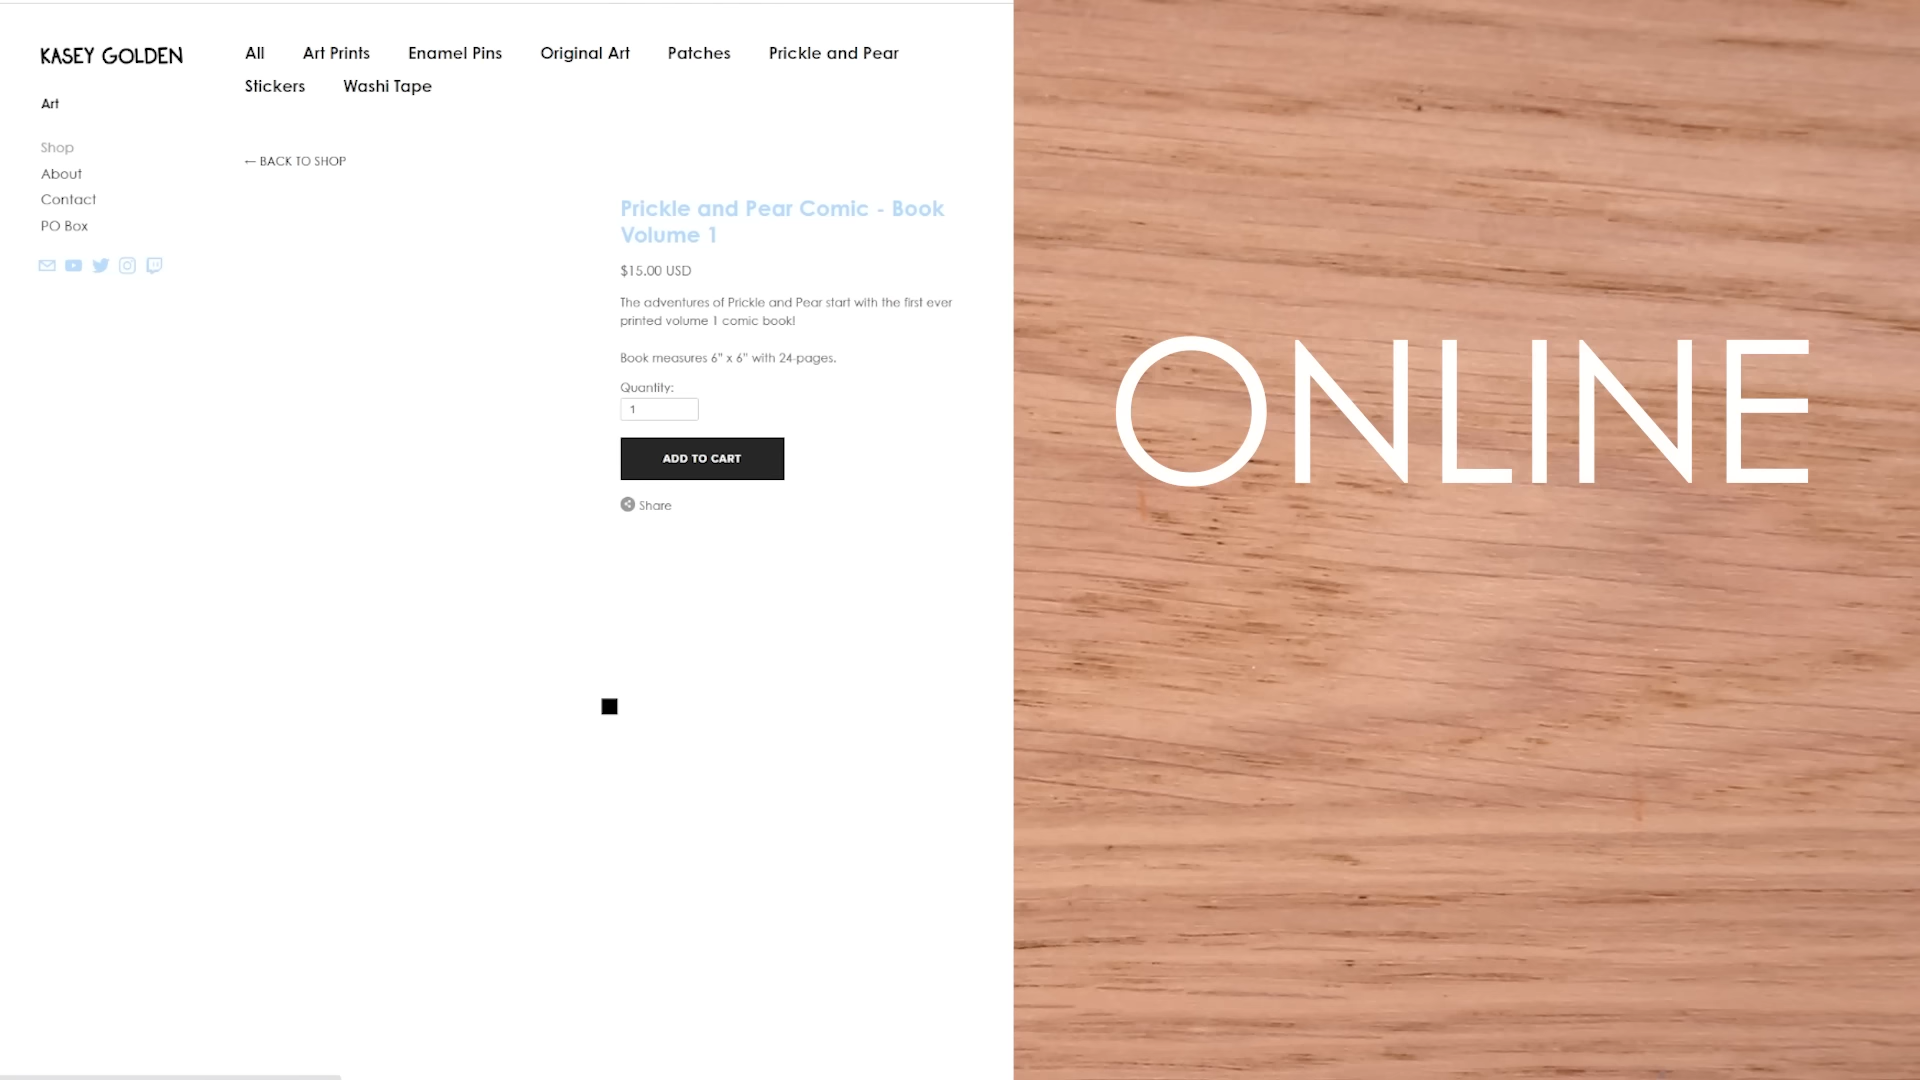 KASEY GOLDEN
Art
Shop
About
Contact
PO Box
All Art Prints Enamel Pins Original Art Patches Prickle and Pear
Stickers Washi Tape
← BACK TO SHOP
Prickle and Pear Comic - Book
Volume 1
$15.00 USD
The adventures of Prickle and Pear start with the first ever
printed volume 1 comic book!
Book measures 6” x 6” with 24-pages.
Quantity:
1
ADD TO CART
Share
ONLINE